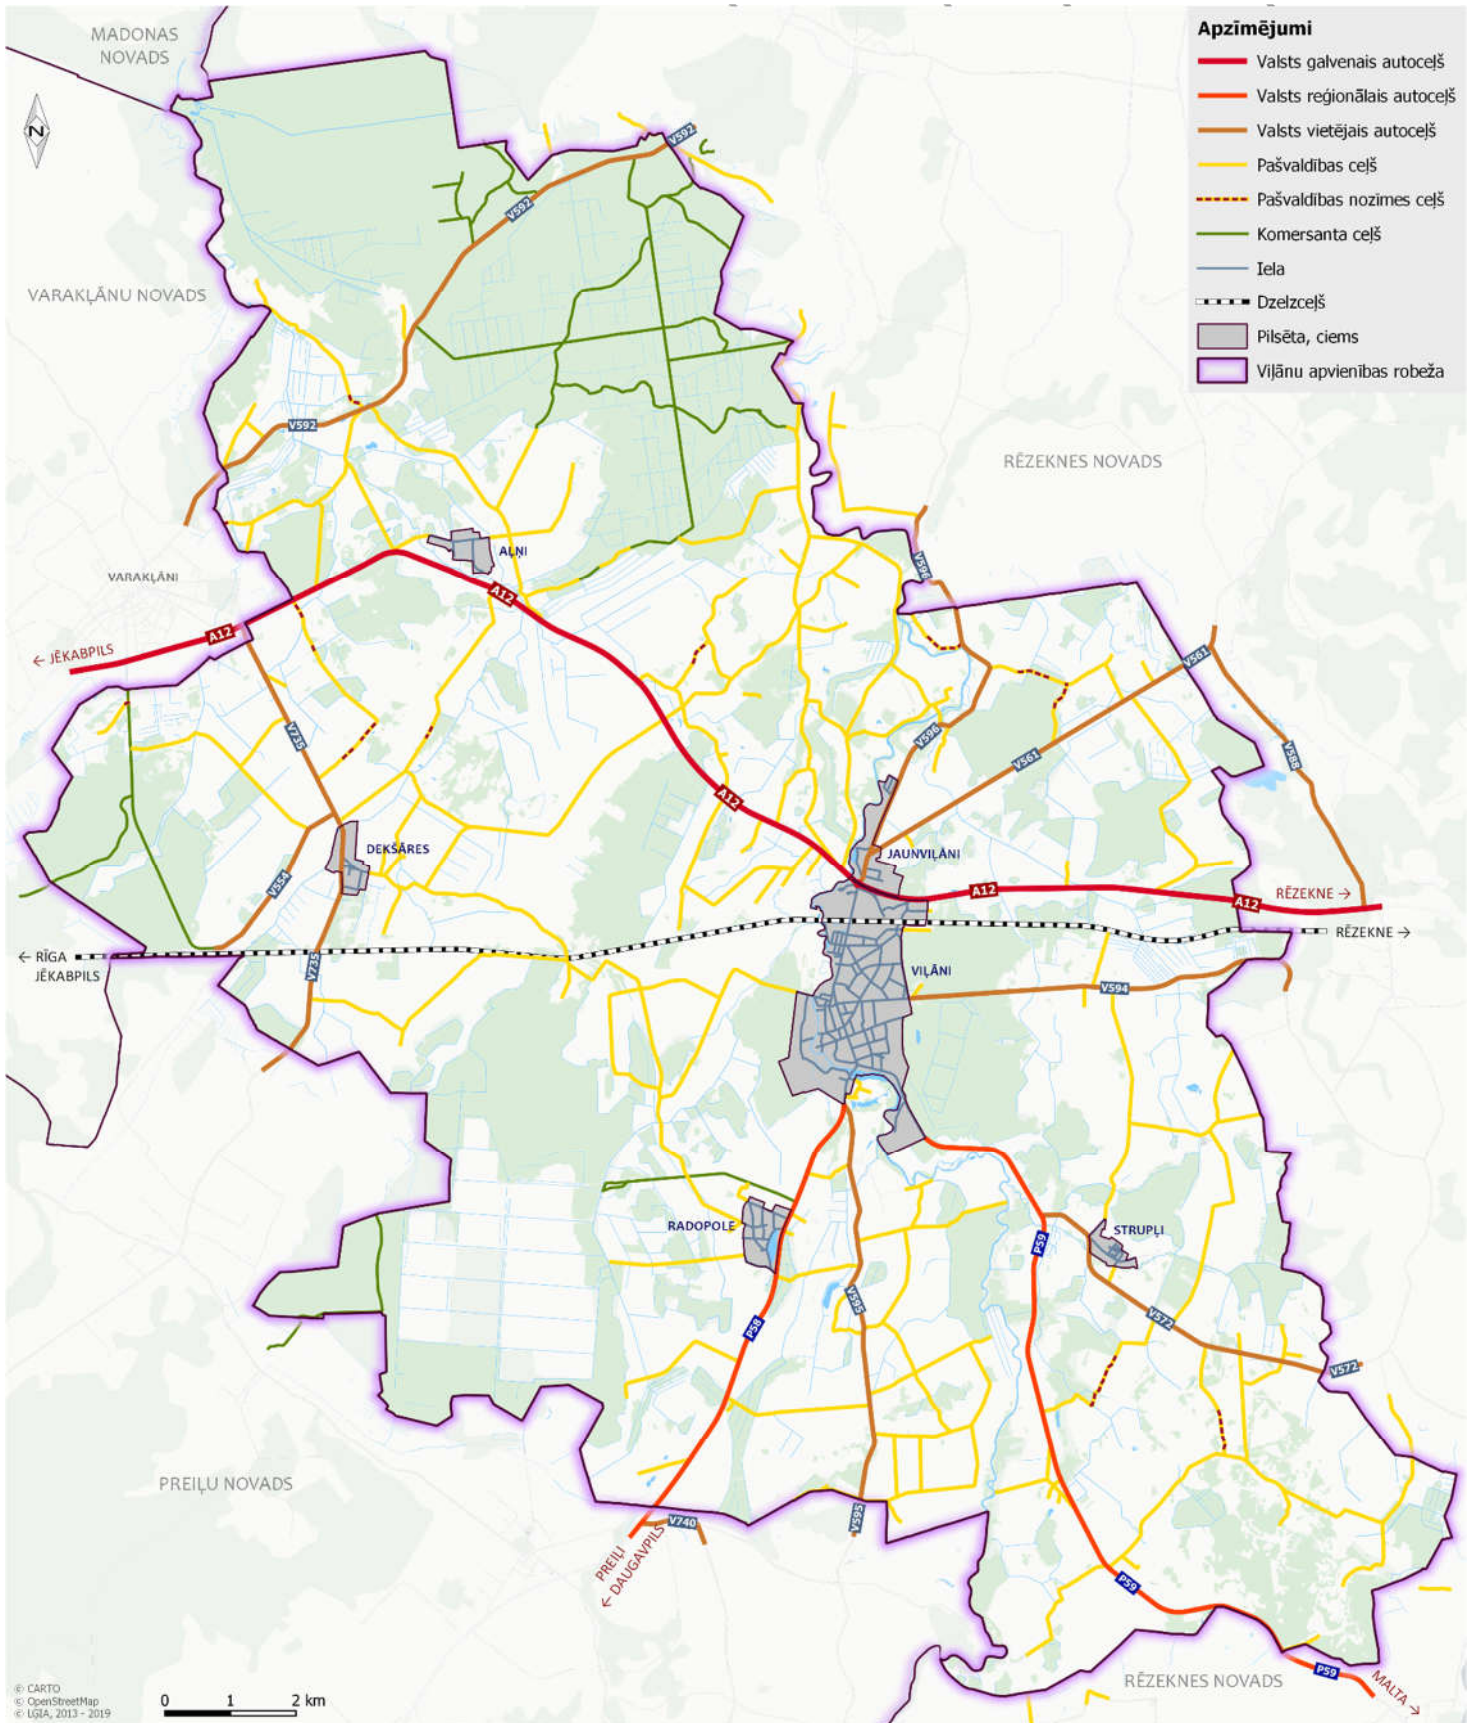 MADONAS
NOVADS
Apzīmējumi
Valsts galvenais autoceļš
Valsts reģionālais autoceļš
Valsts vietējais autoceļš
Pašvaldības ceļš
Pašvaldības nozīmes ceļš
Komersanta ceļš
Iela
Dzelzceļš
Pilsēta, ciems
Viļānu apvienības robeža
N
V592
V592
VARAKĻĀNU NOVADS
V592
RĒZEKNES NOVADS
AĻŅI
VARAKĻĀNI
V596
A12
A12
← JĒKABPILS
V561
V735
V596
V561
V588
A12
DEKŠĀRES
JAUNVIĻĀNI
V554
A12
RĒZEKNE →
A12
← RĪGA
JĒKABPILS
RĒZEKNE →
V735
VIĻĀNI
V594
RADOPOLE
STRUPĻI
P59
V595
P58
V572
V572
PREIĻU NOVADS
V740
V595
PREIĻI
← DAUGAVPILS
P59
P59
MALTA →
RĒZEKNES NOVADS
© CARTO
© OpenStreetMap
© LĢIA, 2013 - 2019
0 1 2 km